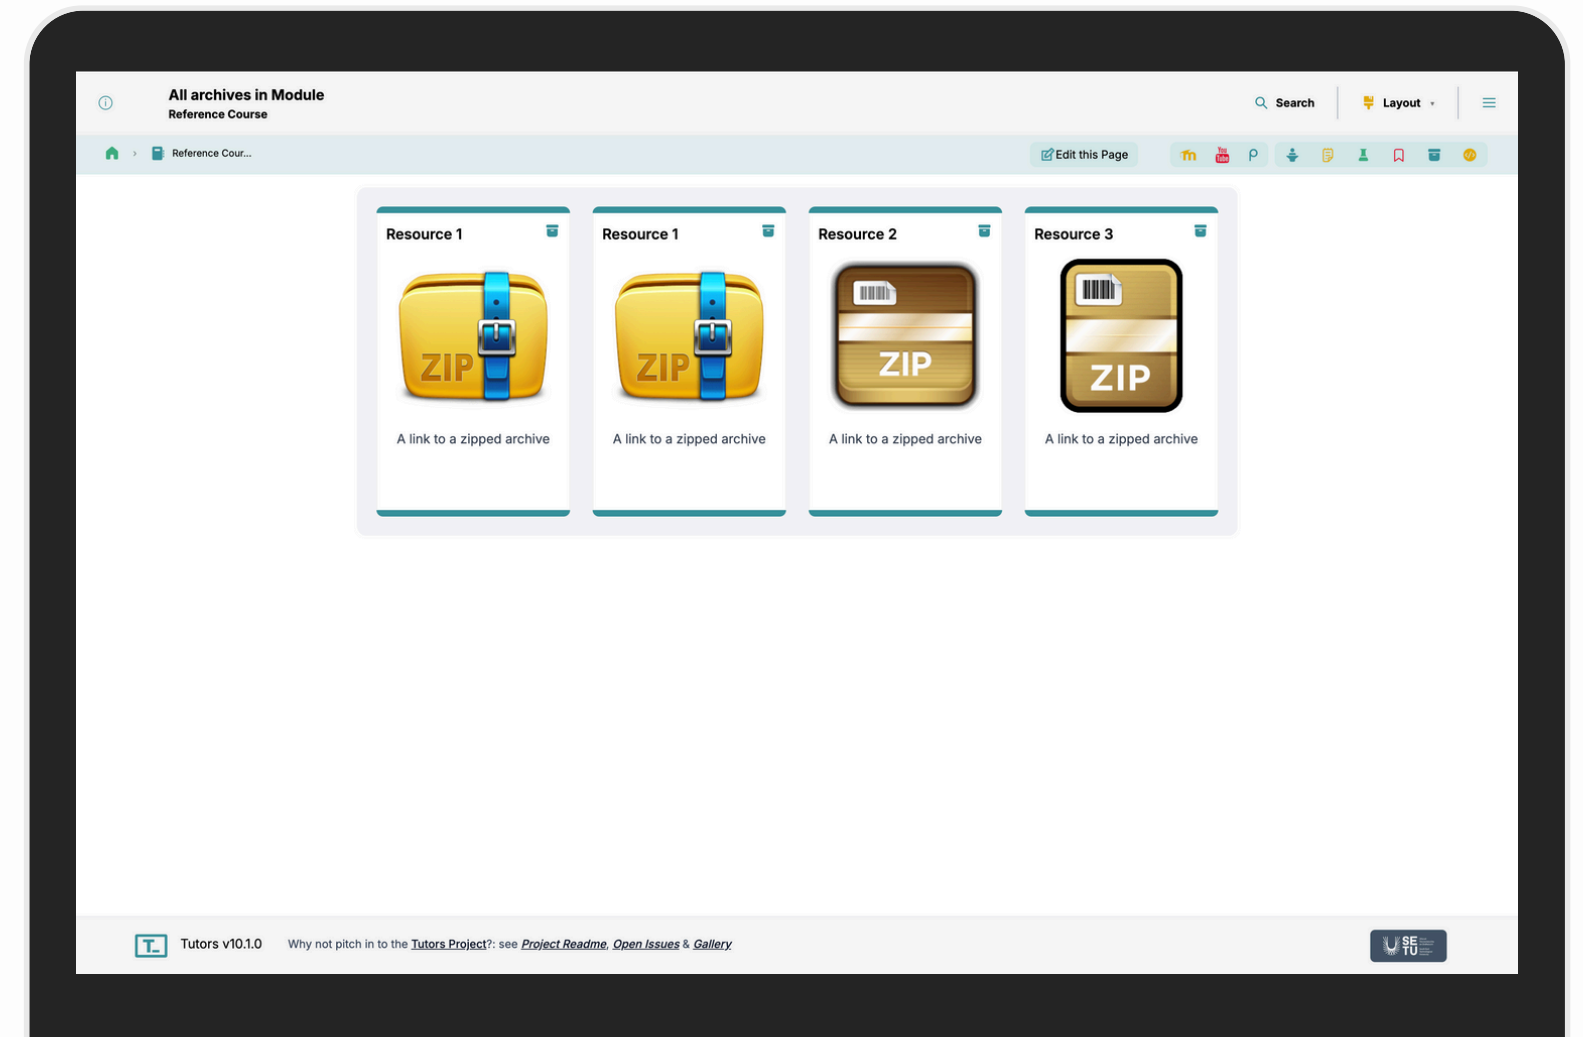 All archives in Module
Reference Course
Search
Layout
Reference Cour...
Edit this Page
You
Tube
Resource 1
Resource 1
Resource 2
Resource 3
ZIP
ZIP
ZIP
ZIP
A link to a zipped archive
A link to a zipped archive
A link to a zipped archive
A link to a zipped archive
T_
Tutors v10.1.0
Why not pitch in to the Tutors Project?: see Project Readme, Open Issues & Gallery
SE
TU